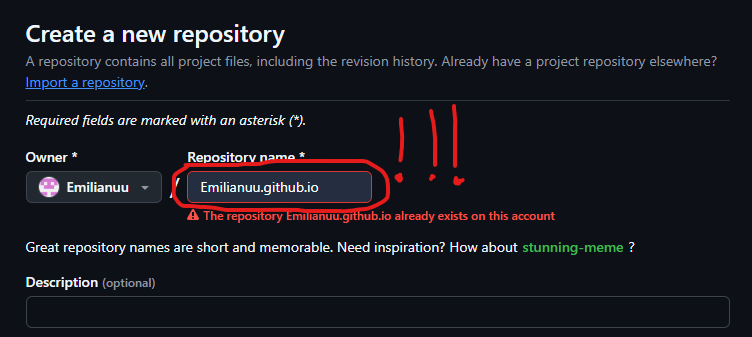 Create a new repository
A repository contains all project files, including the revision history. Already have a project repository elsewhere?
Import a repository.
Required fields are marked with an asterisk (*).
Owner * Repository name *
Emilianuu / Emilianuu.github.io
The repository Emilianuu.github.io already exists on this account
Great repository names are short and memorable. Need inspiration? How about stunning-meme ?
Description (optional)
!!!